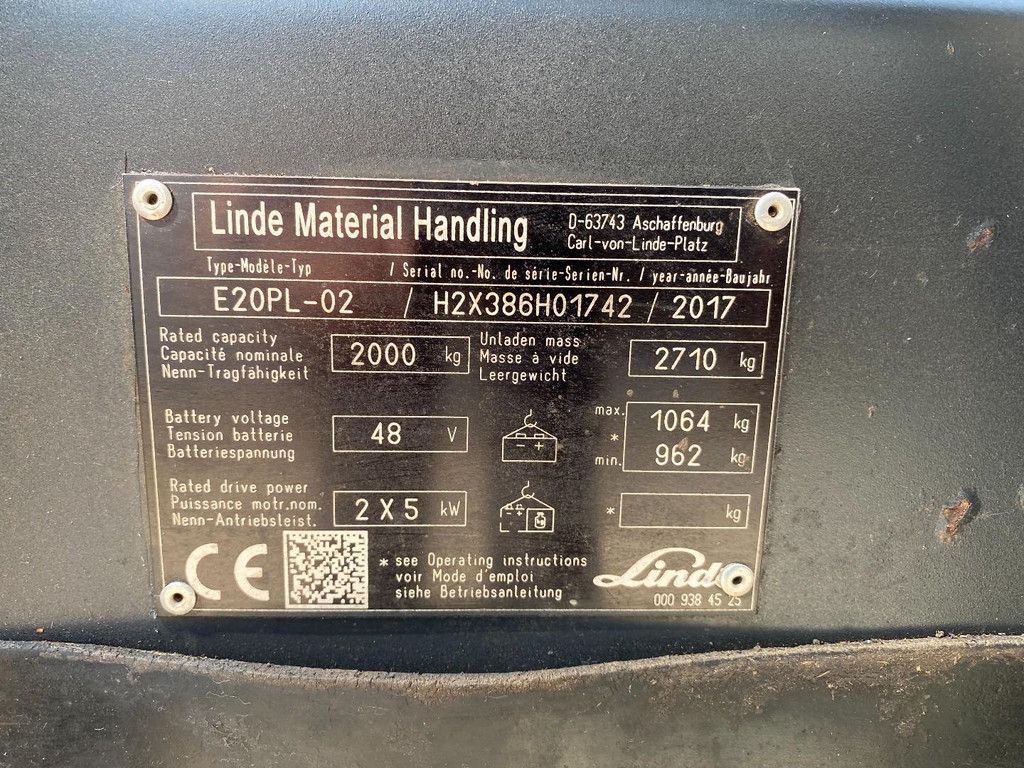 Linde Material Handling
D-63743 Aschaffenburg
Carl-von-Linde-Platz
Type-Modèle-Typ / Serial no.-No. de série-Serien-Nr. / year-année-Baujahr
E20PL-02 / H2X386H01742 / 2017
Rated capacity
Capacité nominale
Nenn-Tragfähigkeit
2000 kg
Unladen mass
Masse à vide
Leergewicht
2710 kg
Battery voltage
Tension batterie
Batteriespannung
48 V
- +
max. 1064 kg
*
min. 962 kg
Rated drive power
Puissance motr.nom.
Nenn-Antriebsleist.
2 X 5 kW
- +
kg
* kg
CE
* see Operating instructions
voir Mode d'emploi
siehe Betriebsanleitung
Linde
000 938 45 25